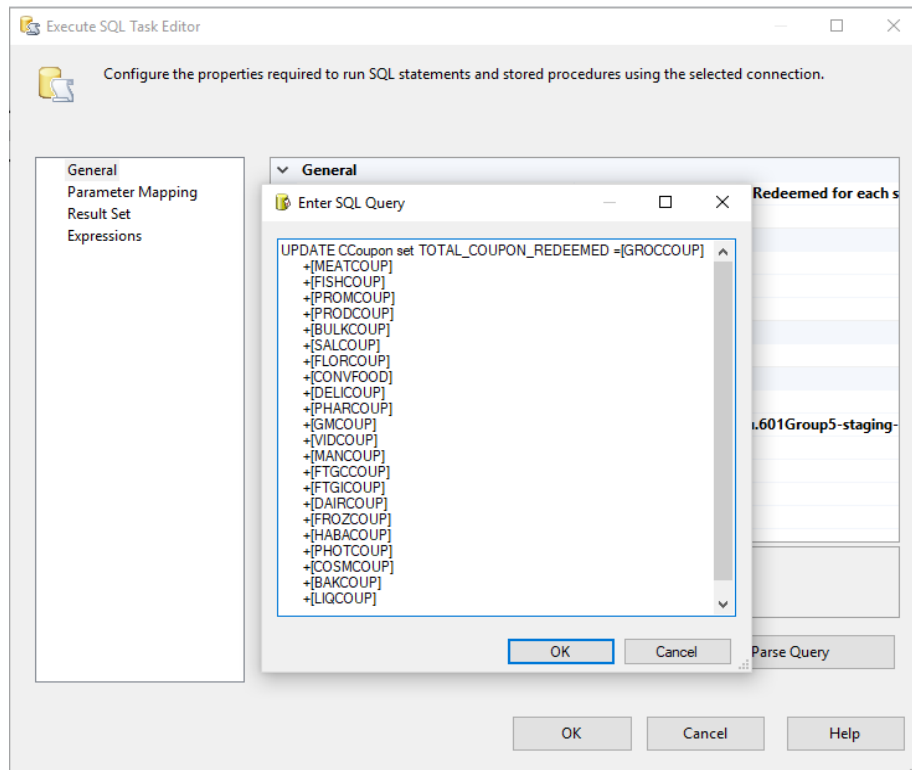 Execute SQL Task Editor
Configure the properties required to run SQL statements and stored procedures using the selected connection.
General
Parameter Mapping
Result Set
Expressions
General
Redeemed for each s
.601Group5-staging-
Enter SQL Query
UPDATE CCoupon set TOTAL_COUPON_REDEEMED =[GROCCOUP]
+[MEATCOUP]
+[FISHCOUP]
+[PROMCOUP]
+[PRODCOUP]
+[BULKCOUP]
+[SALCOUP]
+[FLORCOUP]
+[CONVFOOD]
+[DELICOUP]
+[PHARCOUP]
+[GMCOUP]
+[VIDCOUP]
+[MANCOUP]
+[FTGCCOUP]
+[FTGICOUP]
+[DAIRCOUP]
+[FROZCOUP]
+[HABACOUP]
+[PHOTCOUP]
+[COSMCOUP]
+[BAKCOUP]
+[LIQCOUP]
OK
Cancel
Parse Query
OK
Cancel
Help